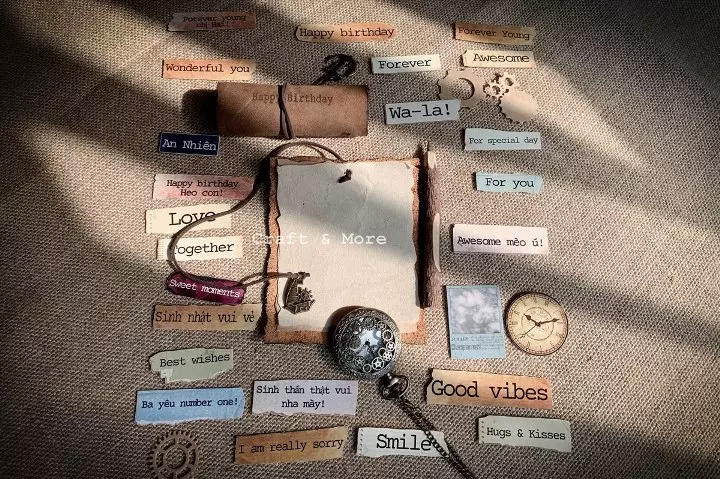 Forever young
chị Hà!!
Happy birthday
Forever Young
Wonderful you
Forever
Awesome
Happy Birthday
Wa-la!
An Nhiên
For special day
Happy birthday
Heo con!
For you
Love
Together
Craft & More
Awesome mèo ú!
Sweet moments
Sinh nhật vui vẻ
Best wishes
Ba yêu number one!
Sinh thần thật vui
nha mày!
Good vibes
I am really sorry
Smile
Hugs & Kisses